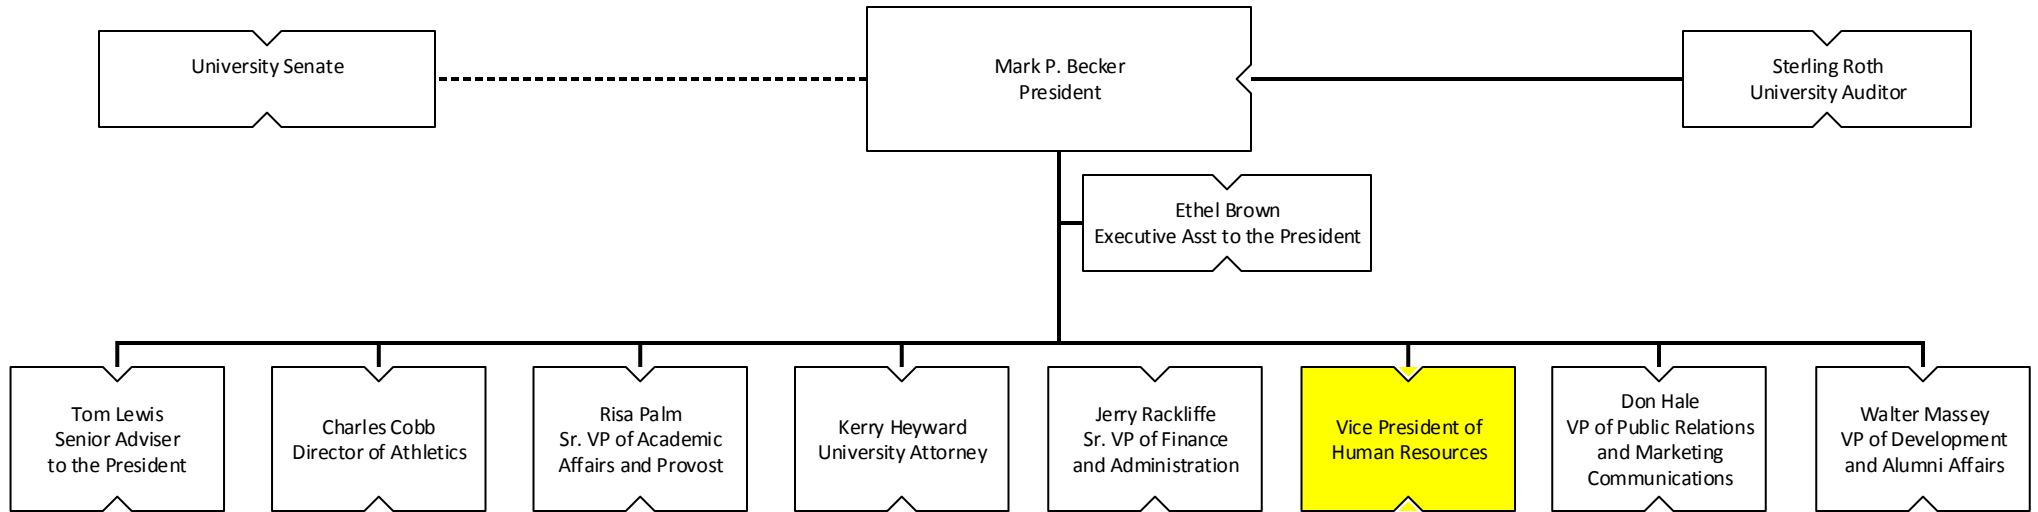 University Senate
Mark P. Becker
President
Sterling Roth
University Auditor
Ethel Brown
Executive Asst to the President
Tom Lewis
Senior Adviser
to the President
Charles Cobb
Director of Athletics
Risa Palm
Sr. VP of Academic
Affairs and Provost
Kerry Heyward
University Attorney
Jerry Rackliffe
Sr. VP of Finance
and Administration
Vice President of
Human Resources
Don Hale
VP of Public Relations
and Marketing
Communications
Walter Massey
VP of Development
and Alumni Affairs